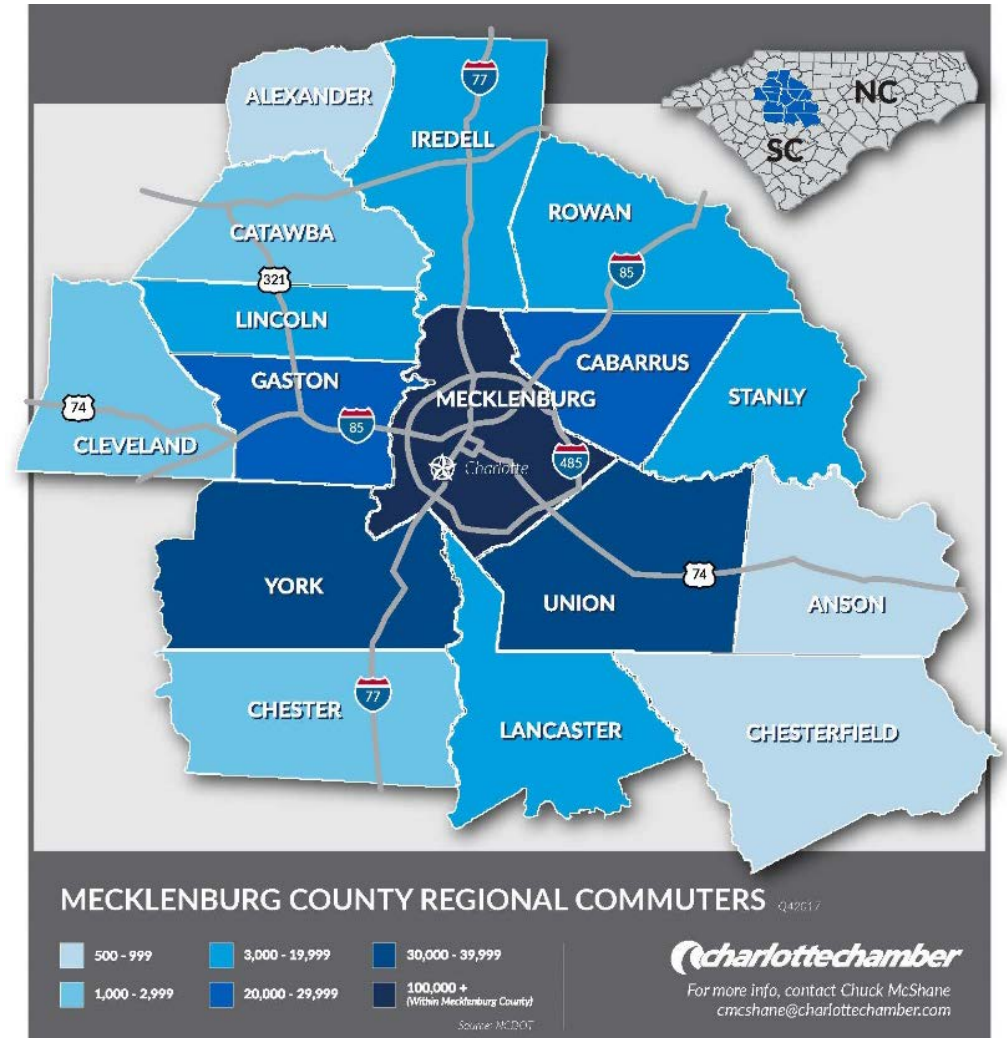 77
ALEXANDER
IREDELL
NC
SC
ROWAN
CATAWBA
85
321
LINCOLN
CABARRUS
GASTON
STANLY
MECKLENBURG
74
85
CLEVELAND
Charlotte
485
74
YORK
UNION
ANSON
77
CHESTER
LANCASTER
CHESTERFIELD
MECKLENBURG COUNTY REGIONAL COMMUTERS Q42017
500 - 999
3,000 - 19,999
30,000 - 39,999
1,000 - 2,999
20,000 - 29,999
100,000 +
(Within Mecklenburg County)
Source: NCDOT
charlottechamber
For more info, contact Chuck McShane
cmcshane@charlottechamber.com